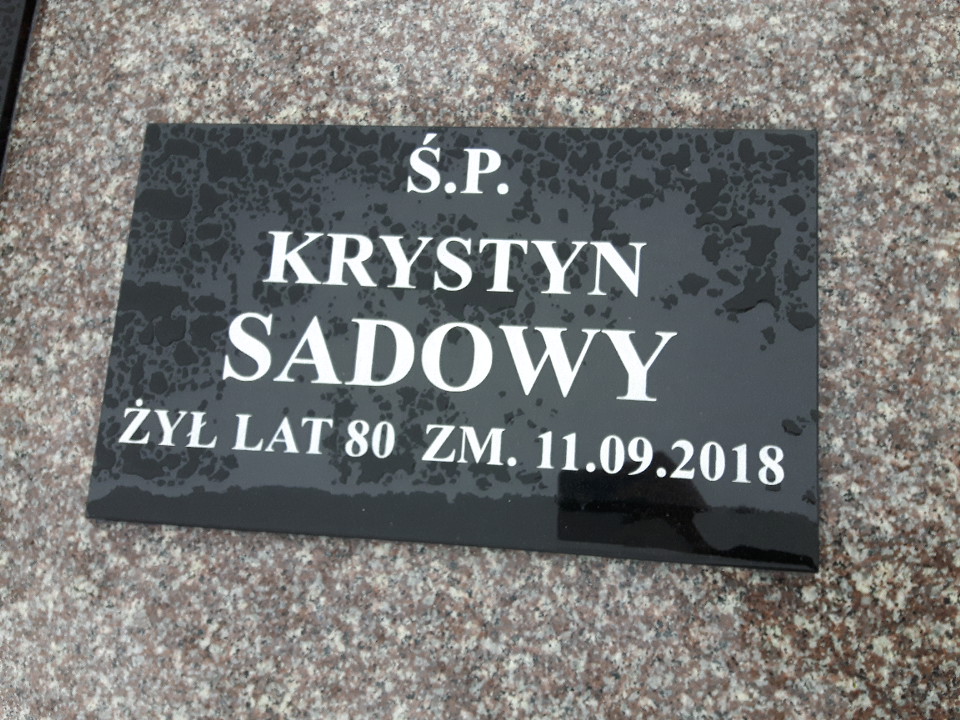 Ś.P.
KRYSTYN
SADOWY
ŻYŁ LAT 80 ZM. 11.09.2018